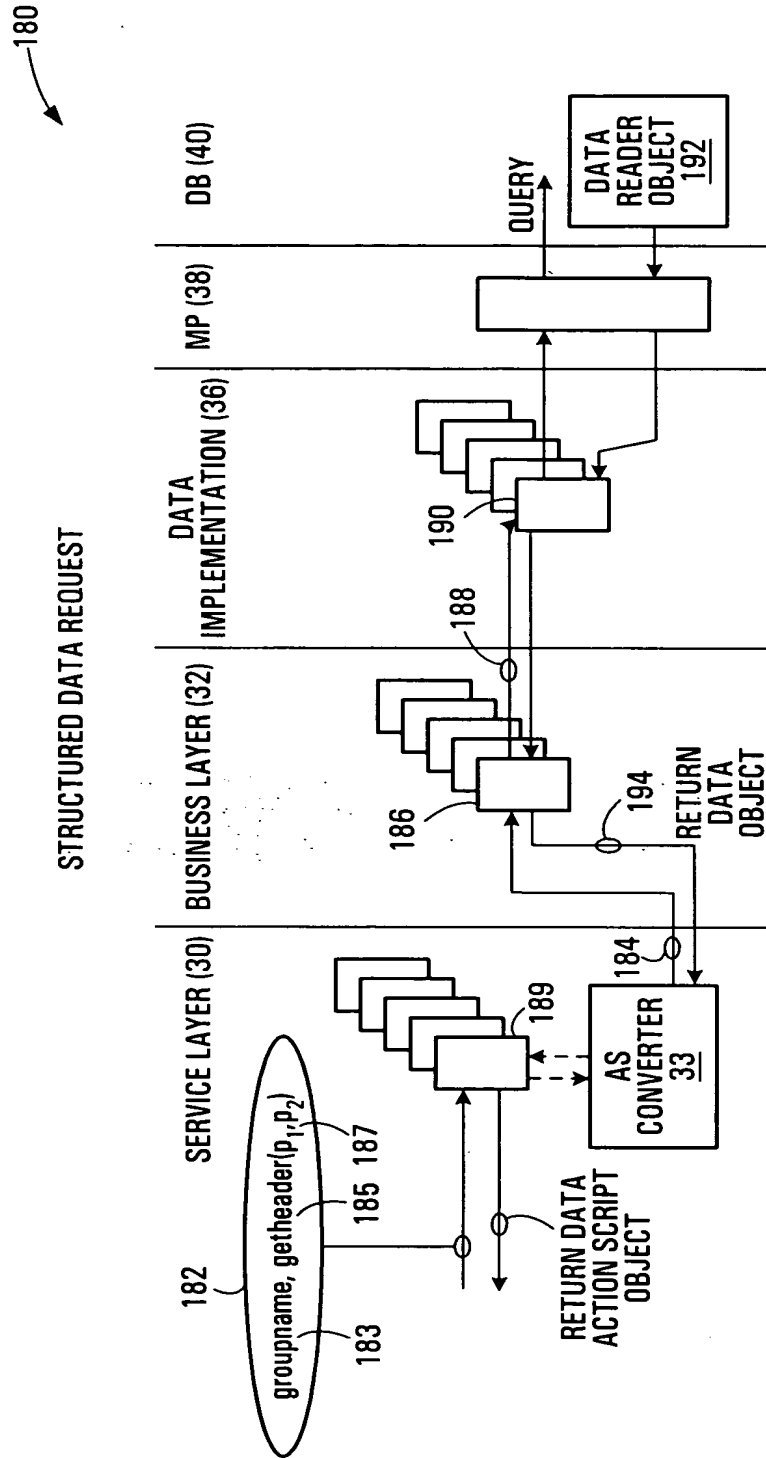 180
STRUCTURED DATA REQUEST
SERVICE LAYER (30)
BUSINESS LAYER (32)
DATA
IMPLEMENTATION (36)
MP (38)
DB (40)
182
groupname, getheader(p1,p2)
183
185
187
189
RETURN DATA
ACTION SCRIPT
OBJECT
AS
CONVERTER
33
184
186
194
RETURN
DATA
OBJECT
188
190
QUERY
DATA
READER
OBJECT
192